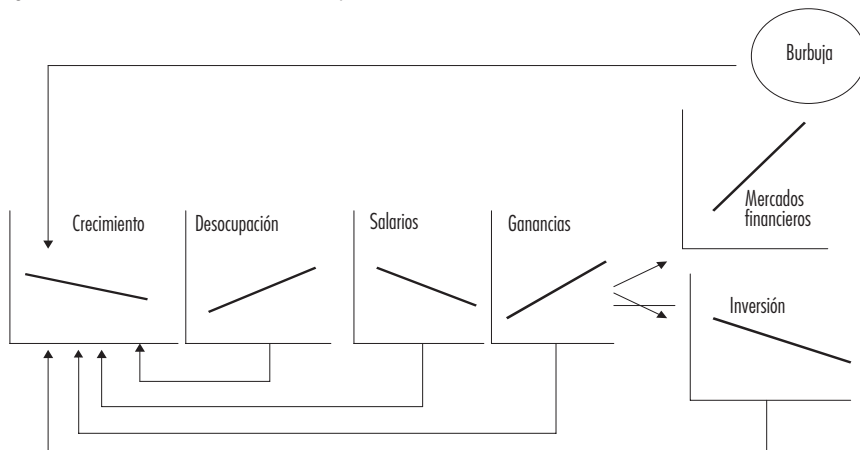 Burbuja
Crecimiento
Desocupación
Salarios
Ganancias
Mercados
financieros
Inversión